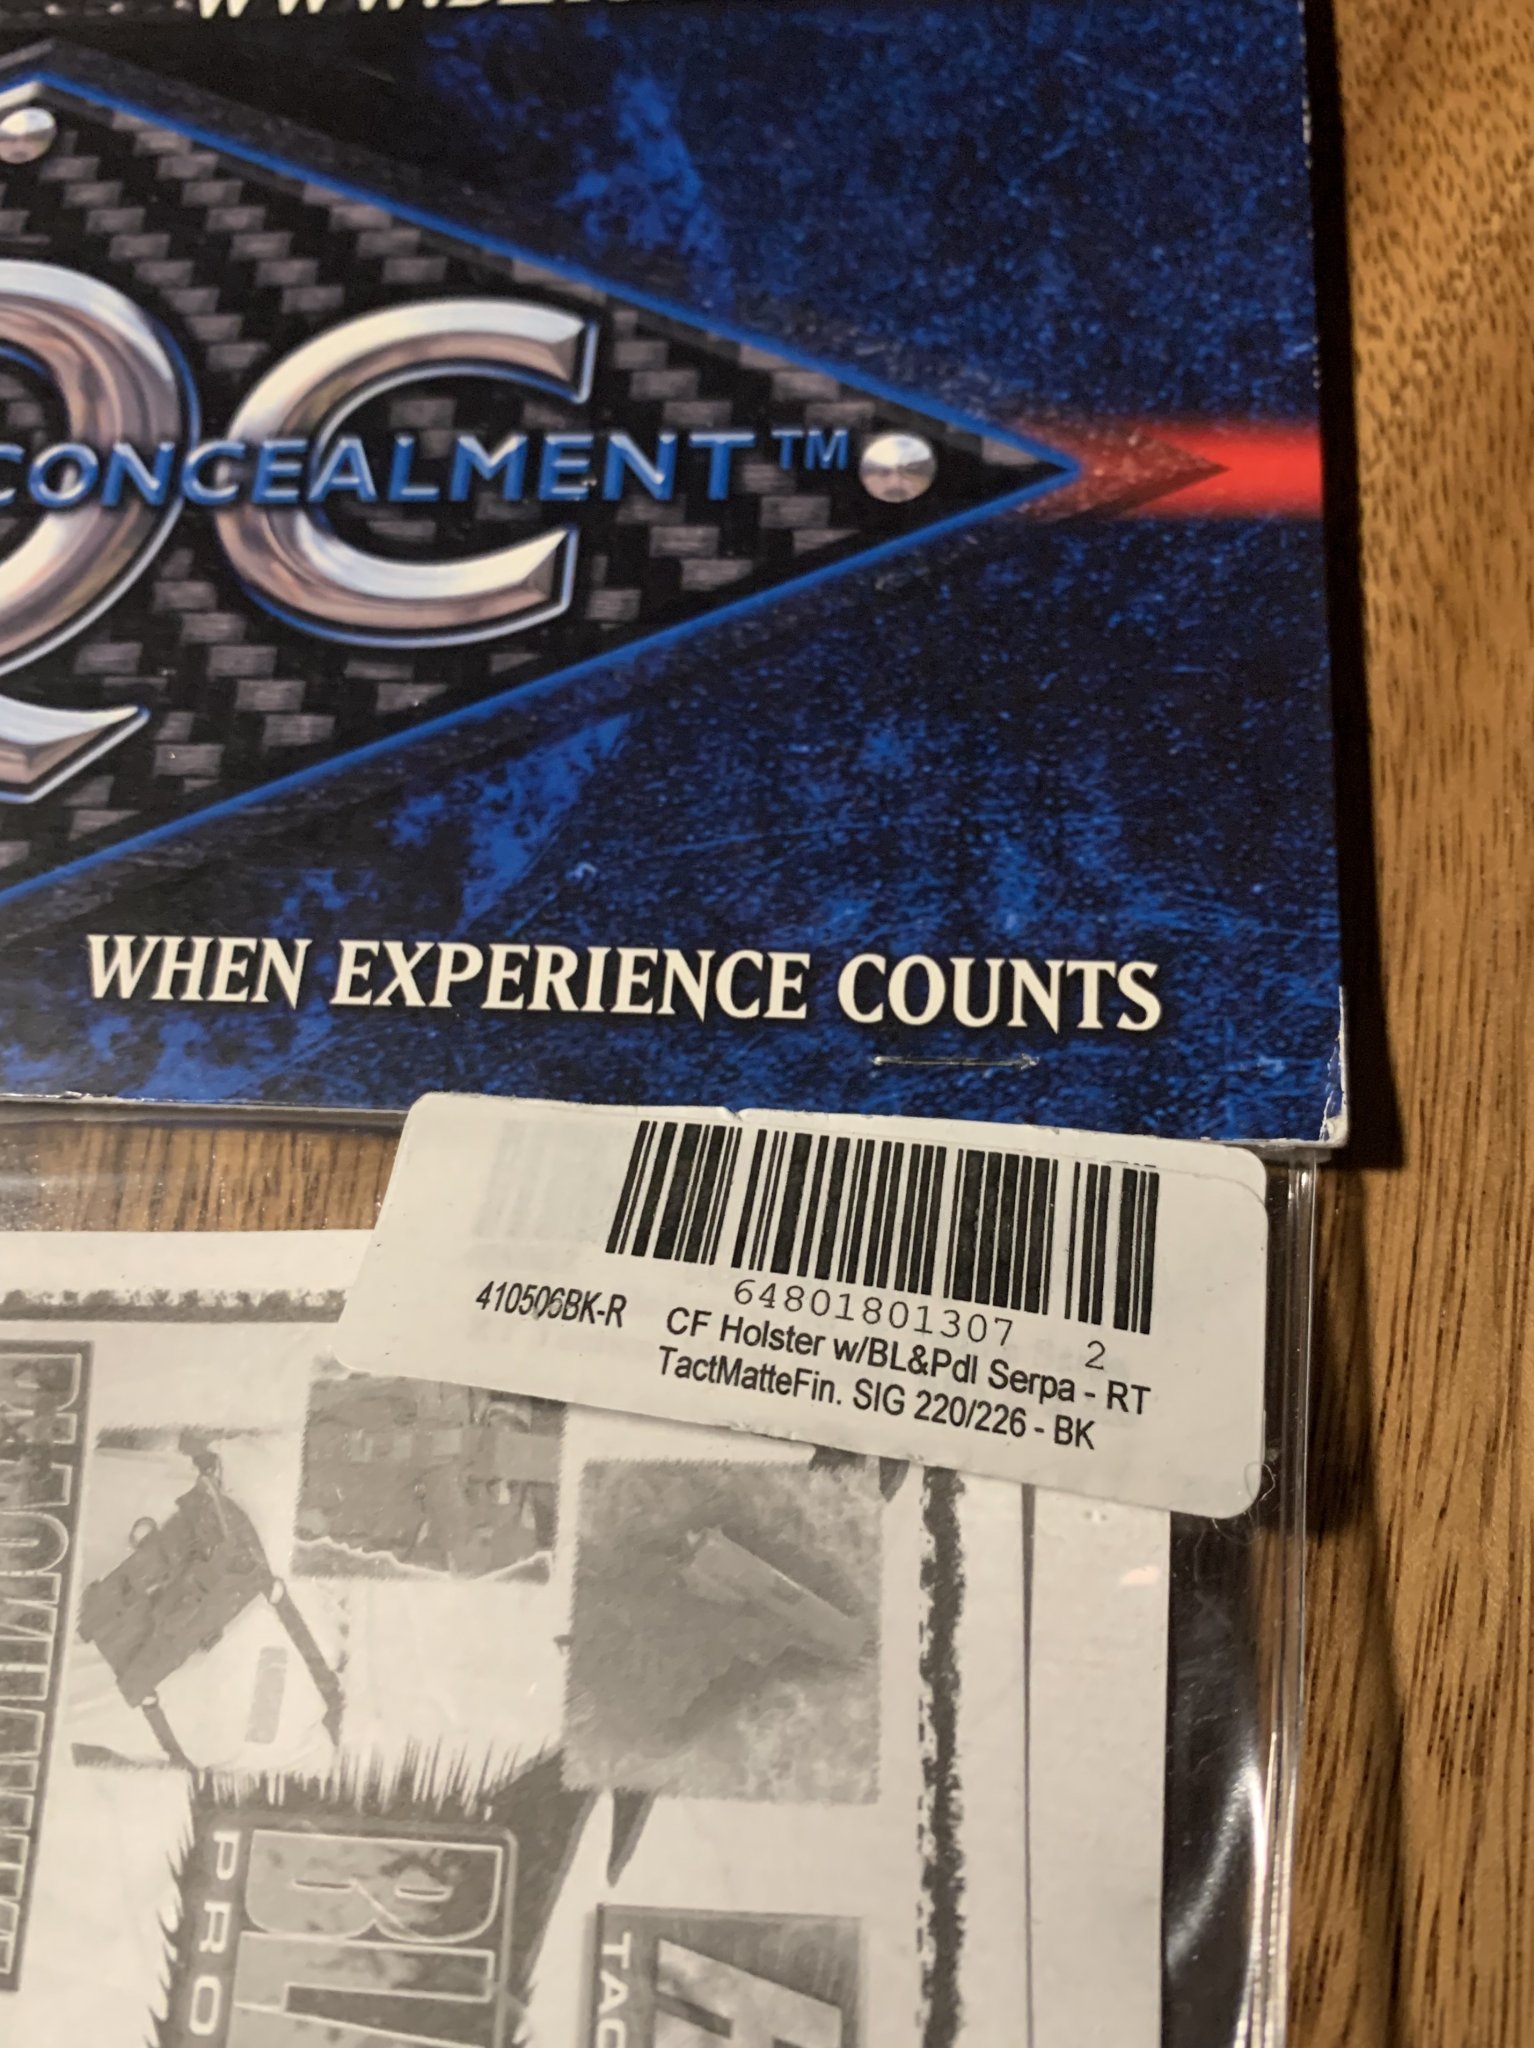 QC
CONCEALMENT™
WHEN EXPERIENCE COUNTS
64801801307 2
410506BK-R CF Holster w/BL&Pdl Serpa - RT
TactMatteFin. SIG 220/226 - BK
PRO
TAC